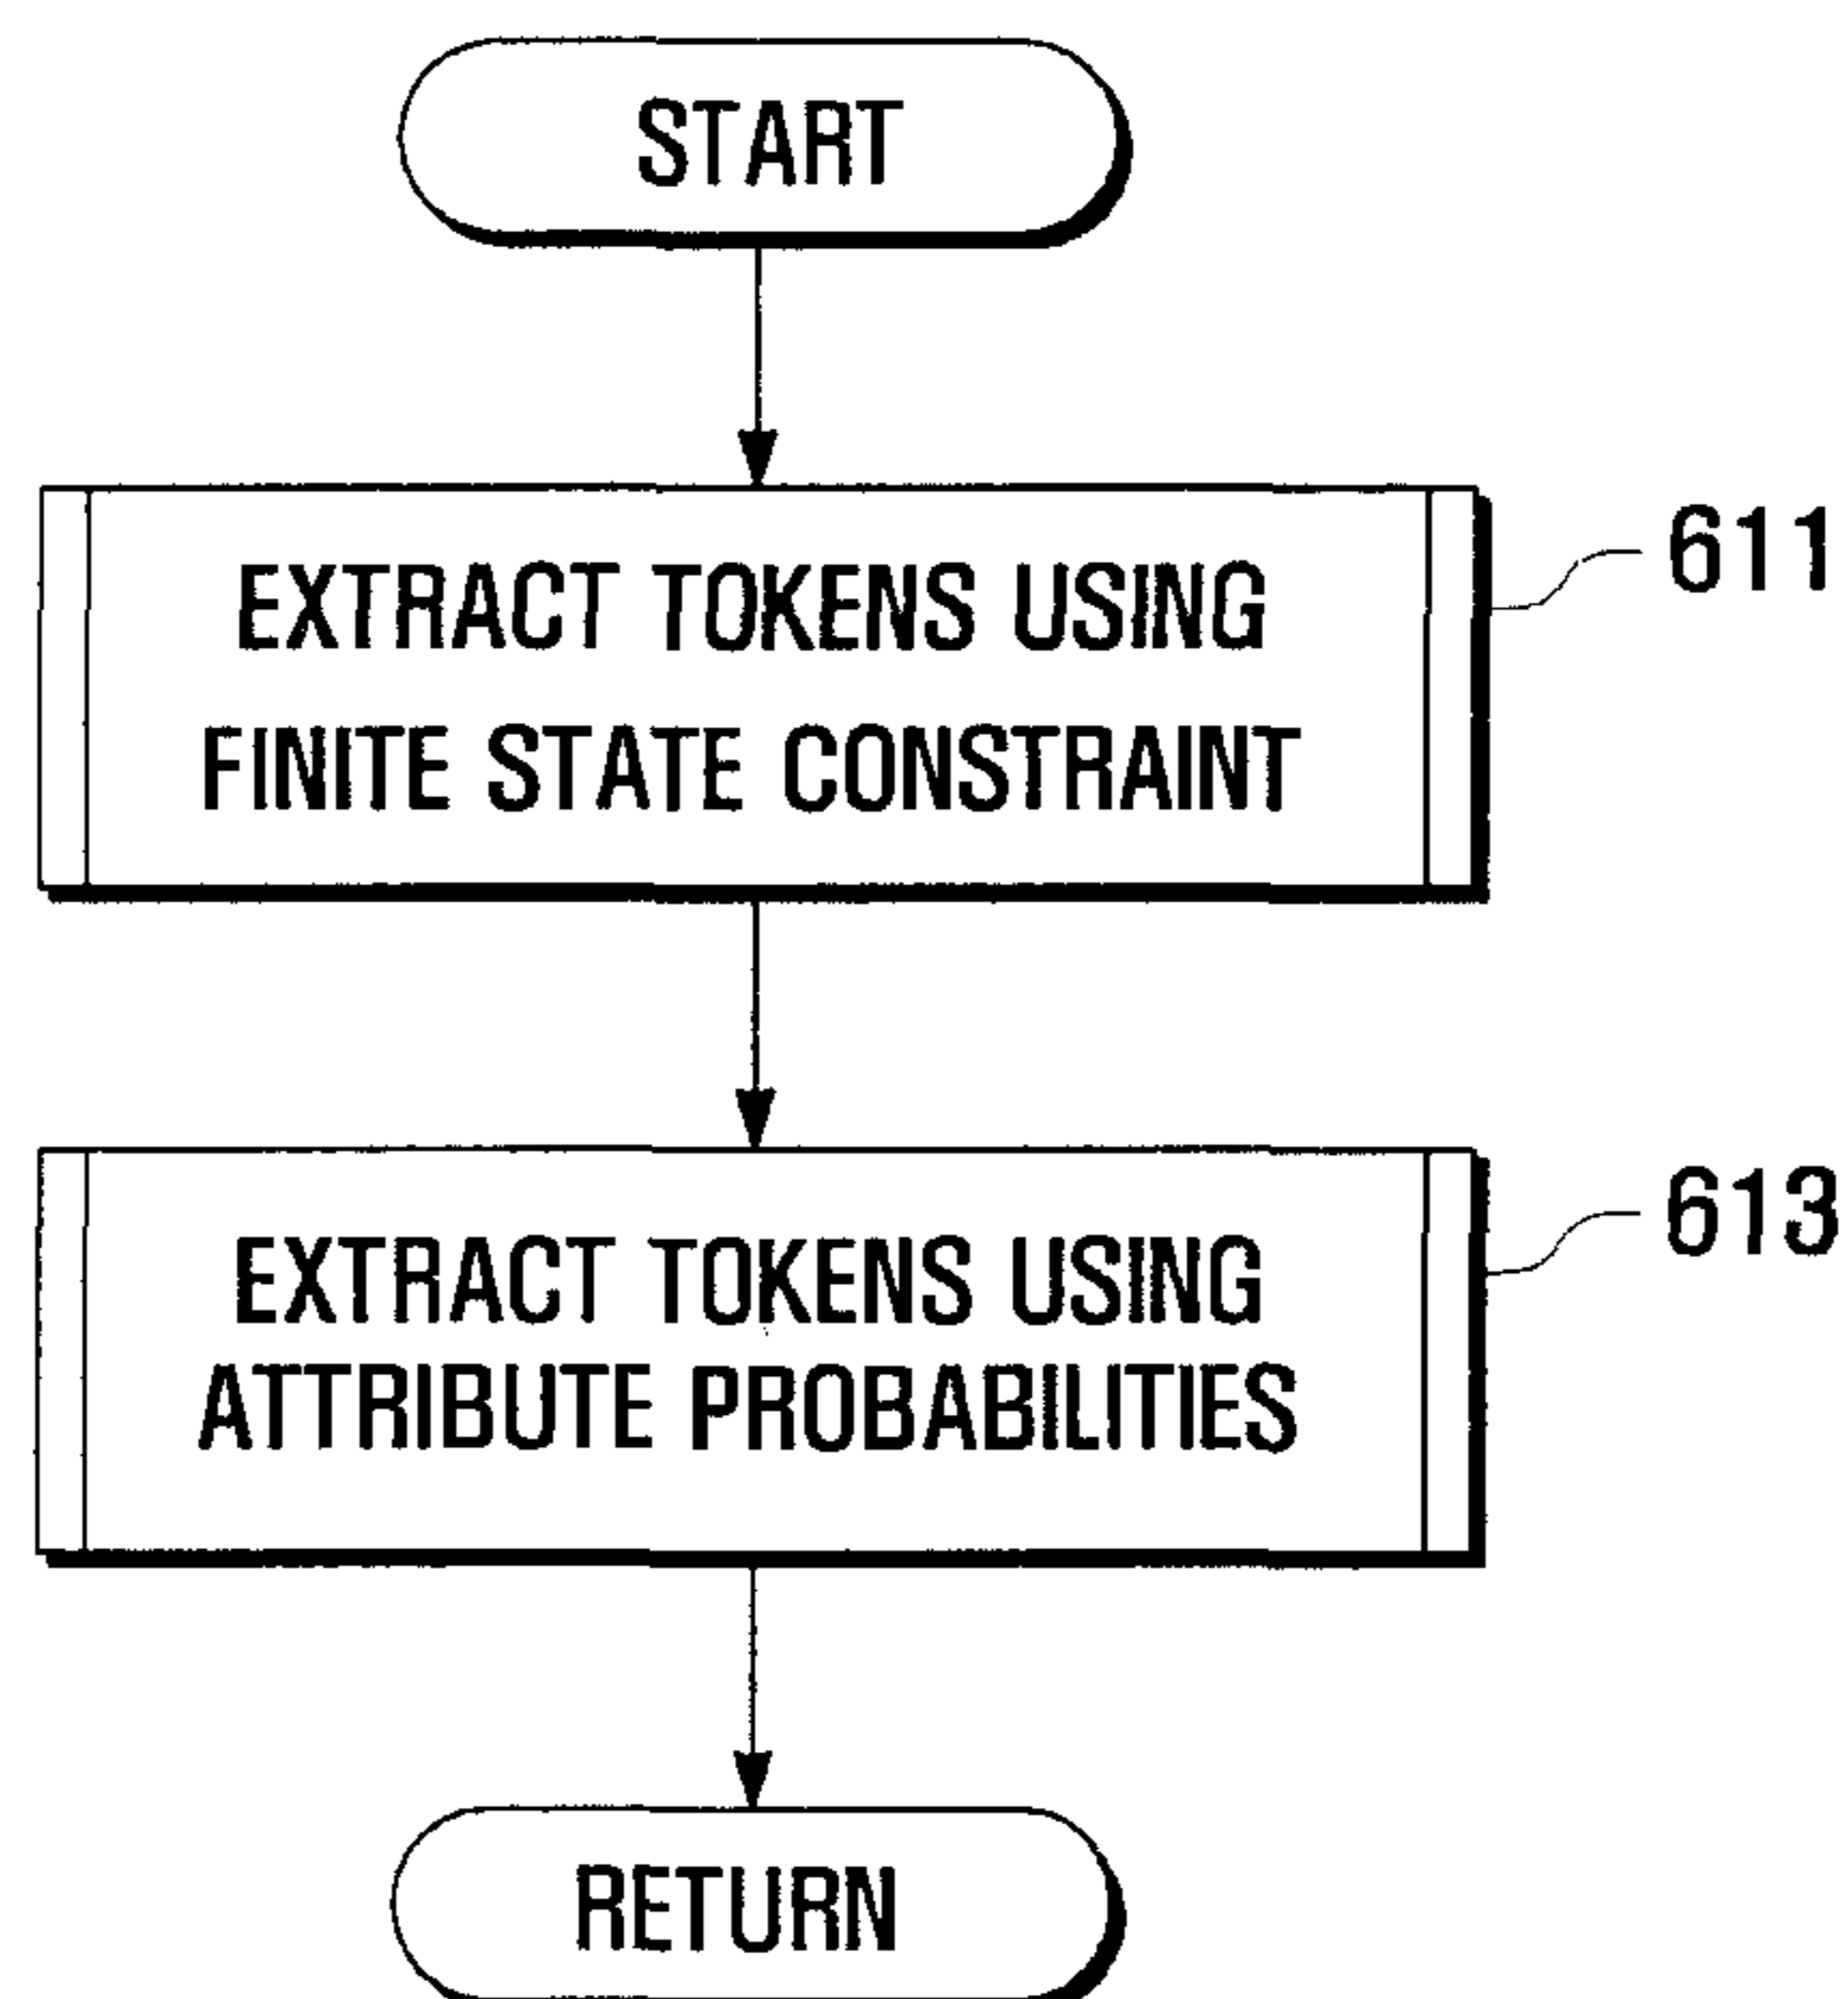 START
EXTRACT TOKENS USING
FINITE STATE CONSTRAINT
611
EXTRACT TOKENS USING
ATTRIBUTE PROBABILITIES
613
RETURN